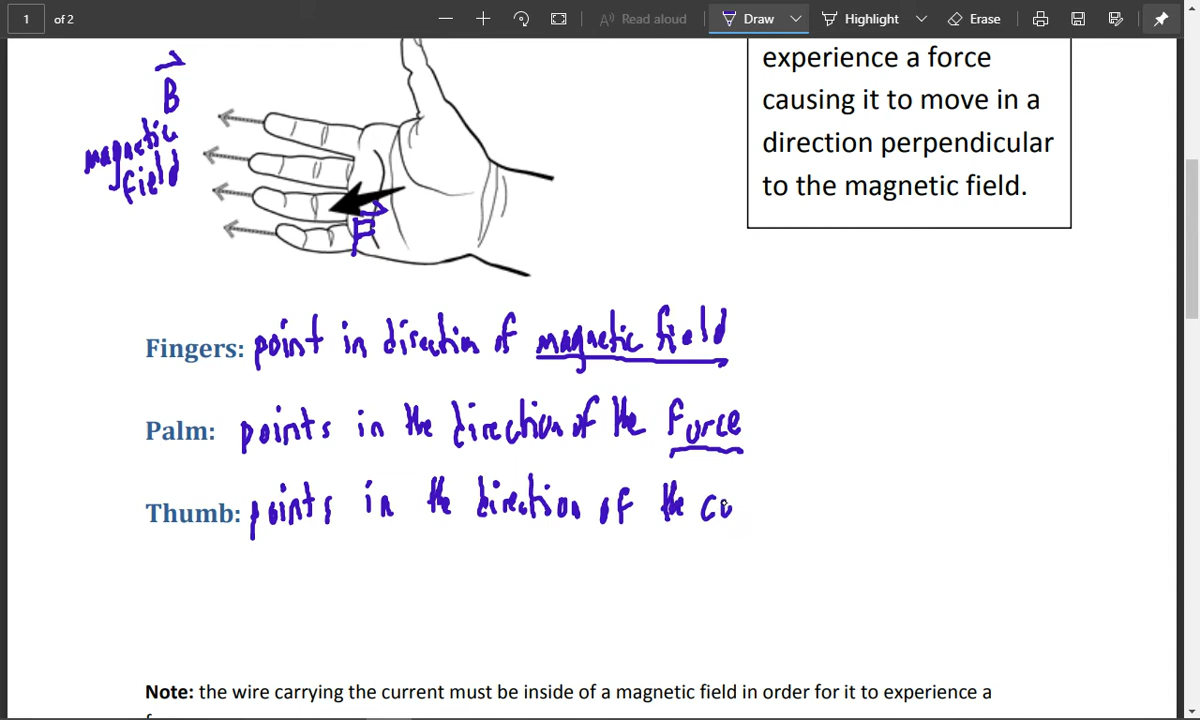 1 of 2 Read aloud Draw Highlight Erase
experience a force
causing it to move in a
direction perpendicular
to the magnetic field.
B
magnetic
field
F
Fingers: point in direction of magnetic field
Palm: points in the direction of the force
Thumb: points in the direction of the cu
Note: the wire carrying the current must be inside of a magnetic field in order for it to experience a